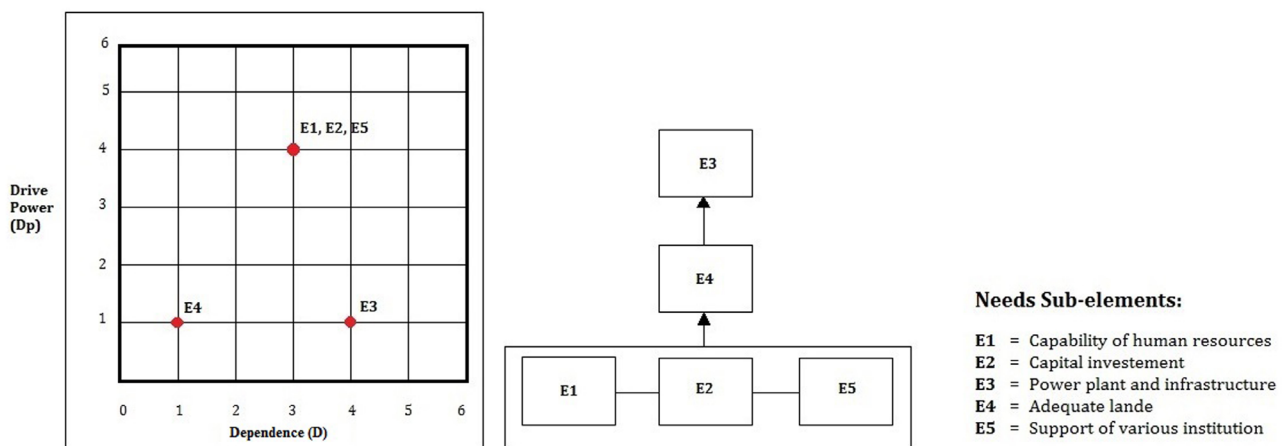 6
5
E1, E2, E5
4
Drive
Power
(Dp)
3
2
E4
E3
1
0 1 2 3 4 5 6
Dependence (D)
E3
E4
E1
E2
E5
Needs Sub-elements:
E1 = Capability of human resources
E2 = Capital investement
E3 = Power plant and infrastructure
E4 = Adequate lande
E5 = Support of various institution